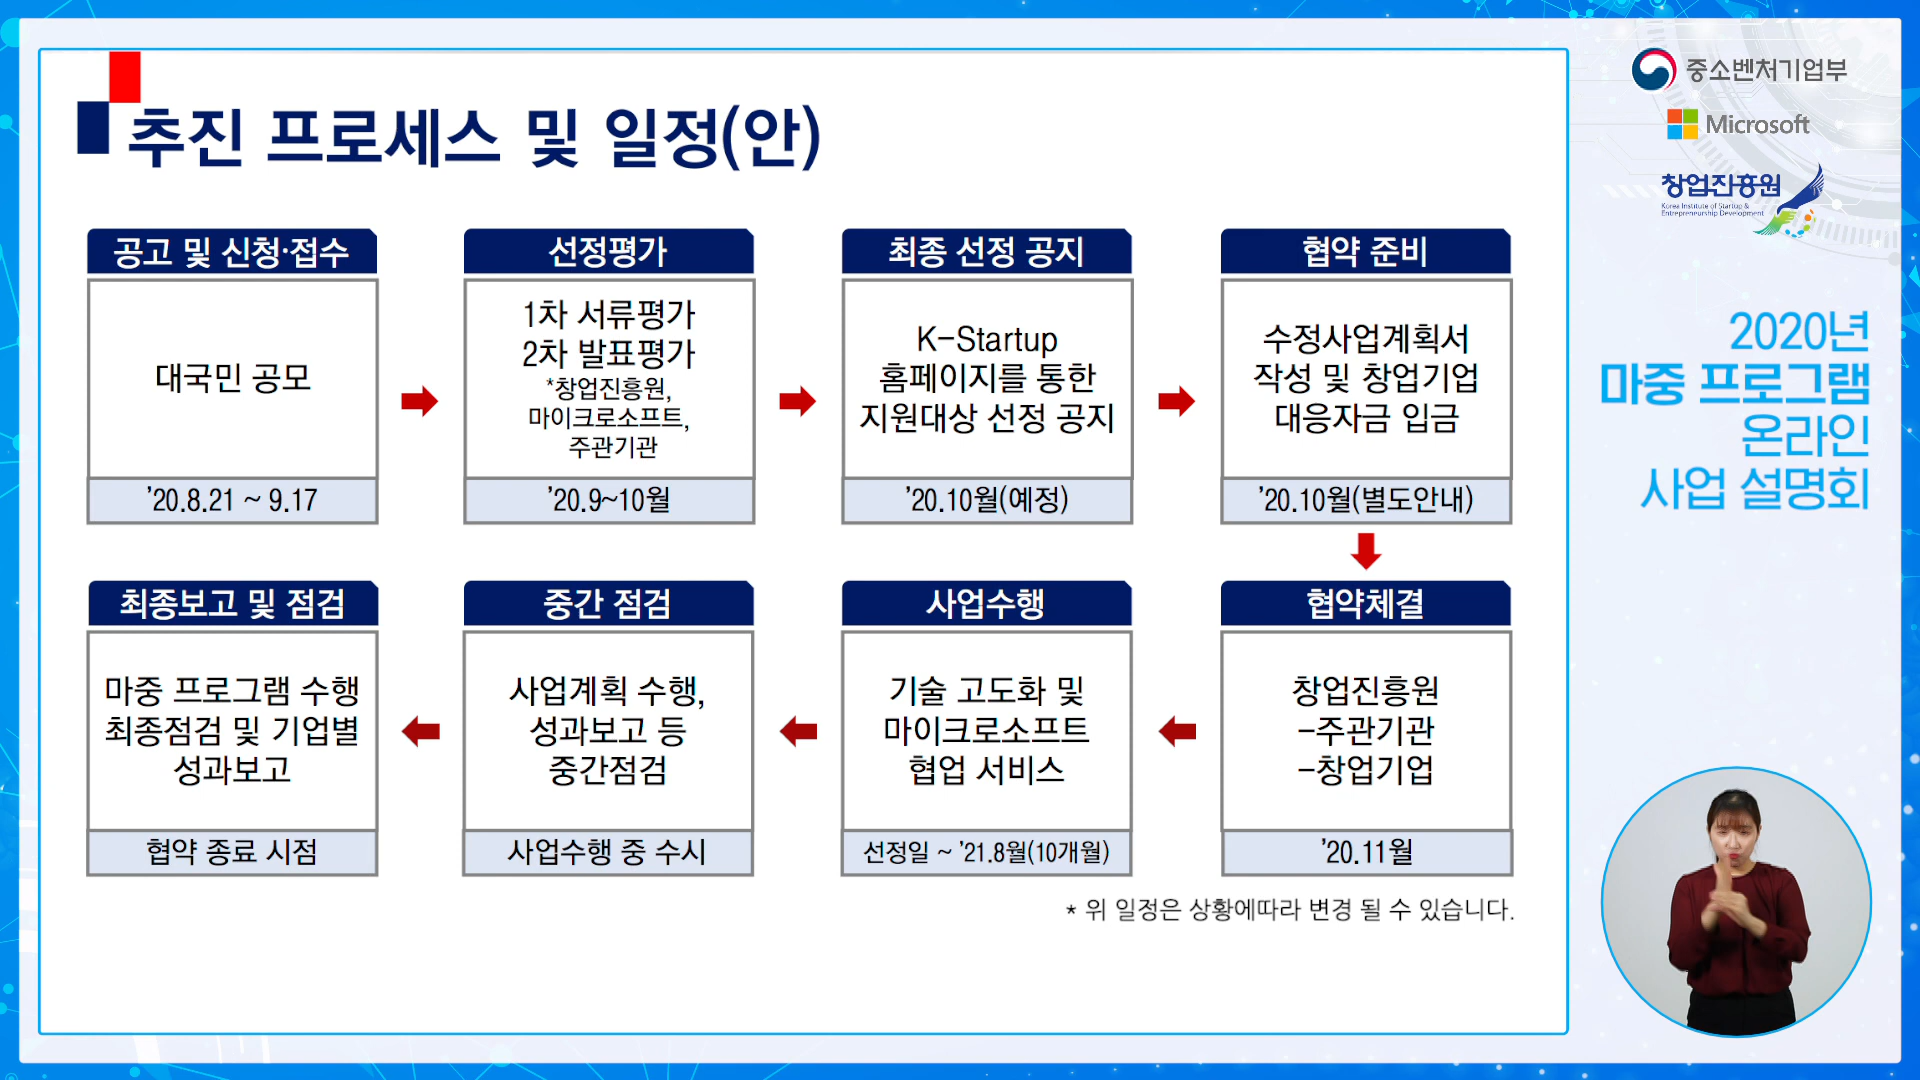 추진 프로세스 및 일정(안)
공고 및 신청·접수
대국민 공모
'20.8.21 ~ 9.17
선정평가
1차 서류평가
2차 발표평가
*창업진흥원,
마이크로소프트,
주관기관
'20.9~10월
최종 선정 공지
K-Startup
홈페이지를 통한
지원대상 선정 공지
'20.10월(예정)
협약 준비
수정사업계획서
작성 및 창업기업
대응자금 입금
'20.10월(별도안내)
협약체결
창업진흥원
-주관기관
-창업기업
'20.11월
사업수행
기술 고도화 및
마이크로소프트
협업 서비스
선정일 ~ '21.8월(10개월)
중간 점검
사업계획 수행,
성과보고 등
중간점검
사업수행 중 수시
최종보고 및 점검
마중 프로그램 수행
최종점검 및 기업별
성과보고
협약 종료 시점
* 위 일정은 상황에따라 변경 될 수 있습니다.
중소벤처기업부
Microsoft
창업진흥원
Korea Institute of Startup &
Entrepreneurship Development
2020년
마중 프로그램
온라인
사업 설명회